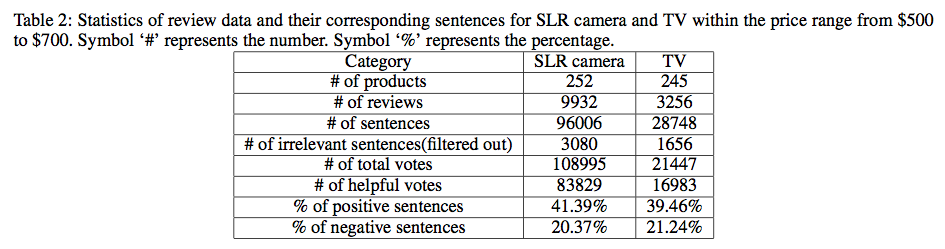 Table 2: Statistics of review data and their corresponding sentences for SLR camera and TV within the price range from $500
to $700. Symbol ‘#’ represents the number. Symbol ‘%’ represents the percentage.
Category SLR camera TV
# of products 252 245
# of reviews 9932 3256
# of sentences 96006 28748
# of irrelevant sentences(filtered out) 3080 1656
# of total votes 108995 21447
# of helpful votes 83829 16983
% of positive sentences 41.39% 39.46%
% of negative sentences 20.37% 21.24%